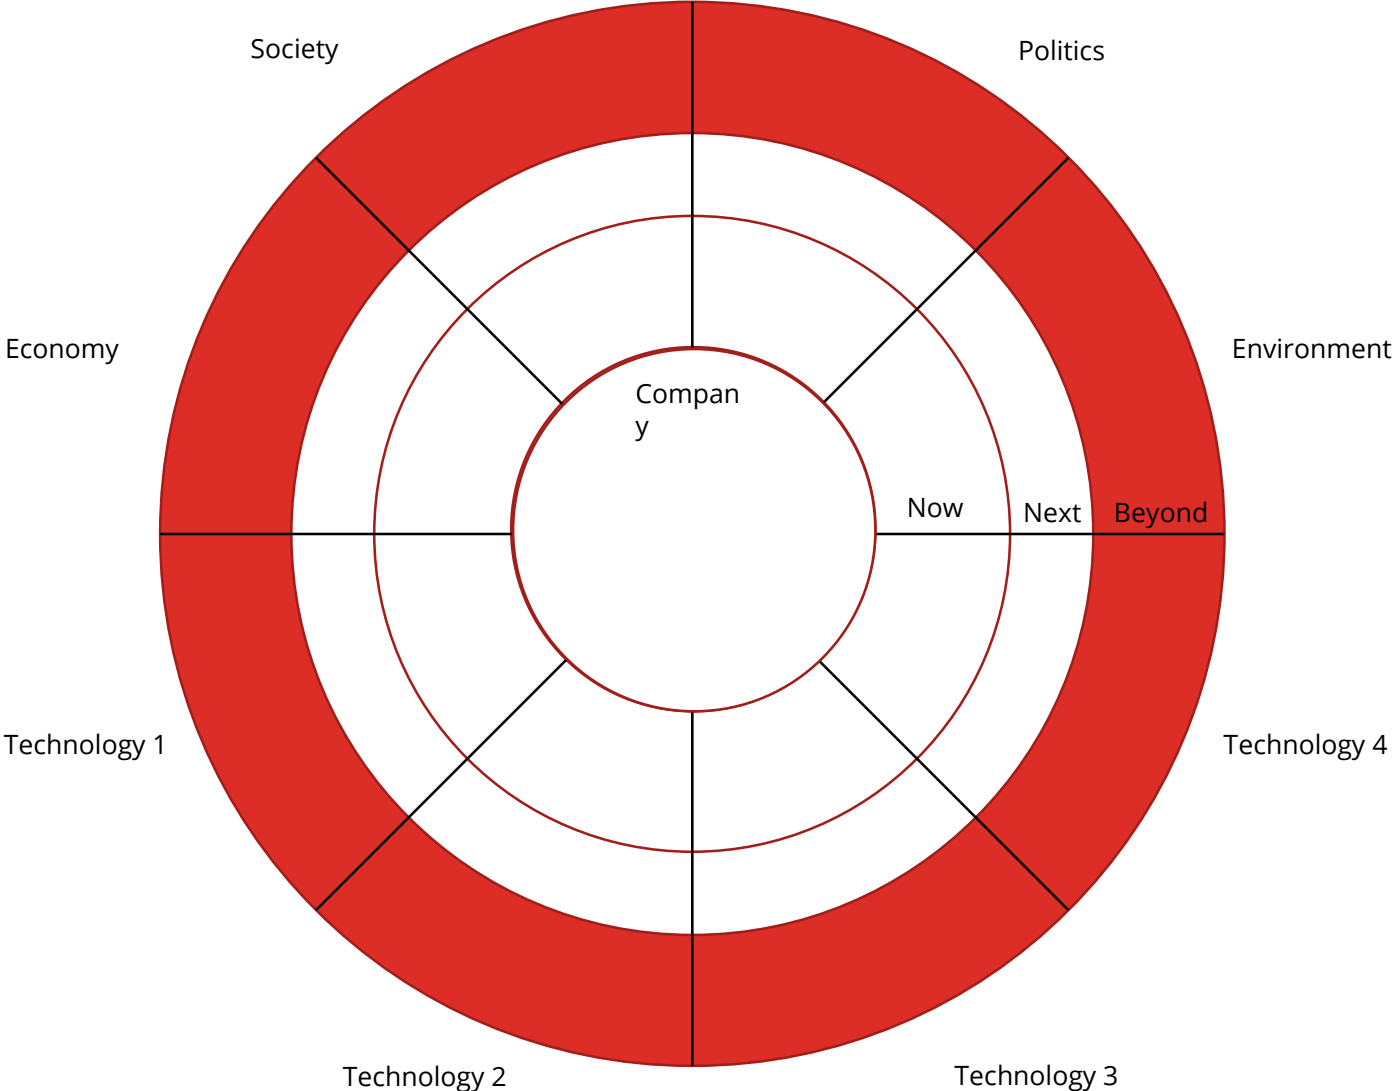 Society
Politics
Economy
Environment
Compan
y
Now
Next
Beyond
Technology 1
Technology 4
Technology 2
Technology 3